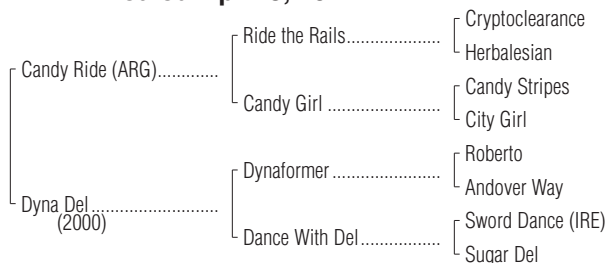 Ride the Rails.....................
Cryptoclearance
Herbalesian
Candy Ride (ARG).............
Candy Girl ........................
Candy Stripes
City Girl
Dynaformer.......................
Roberto
Andover Way
Dyna Del...........................
(2000)
Dance With Del.................
Sword Dance (IRE)
Sugar Del